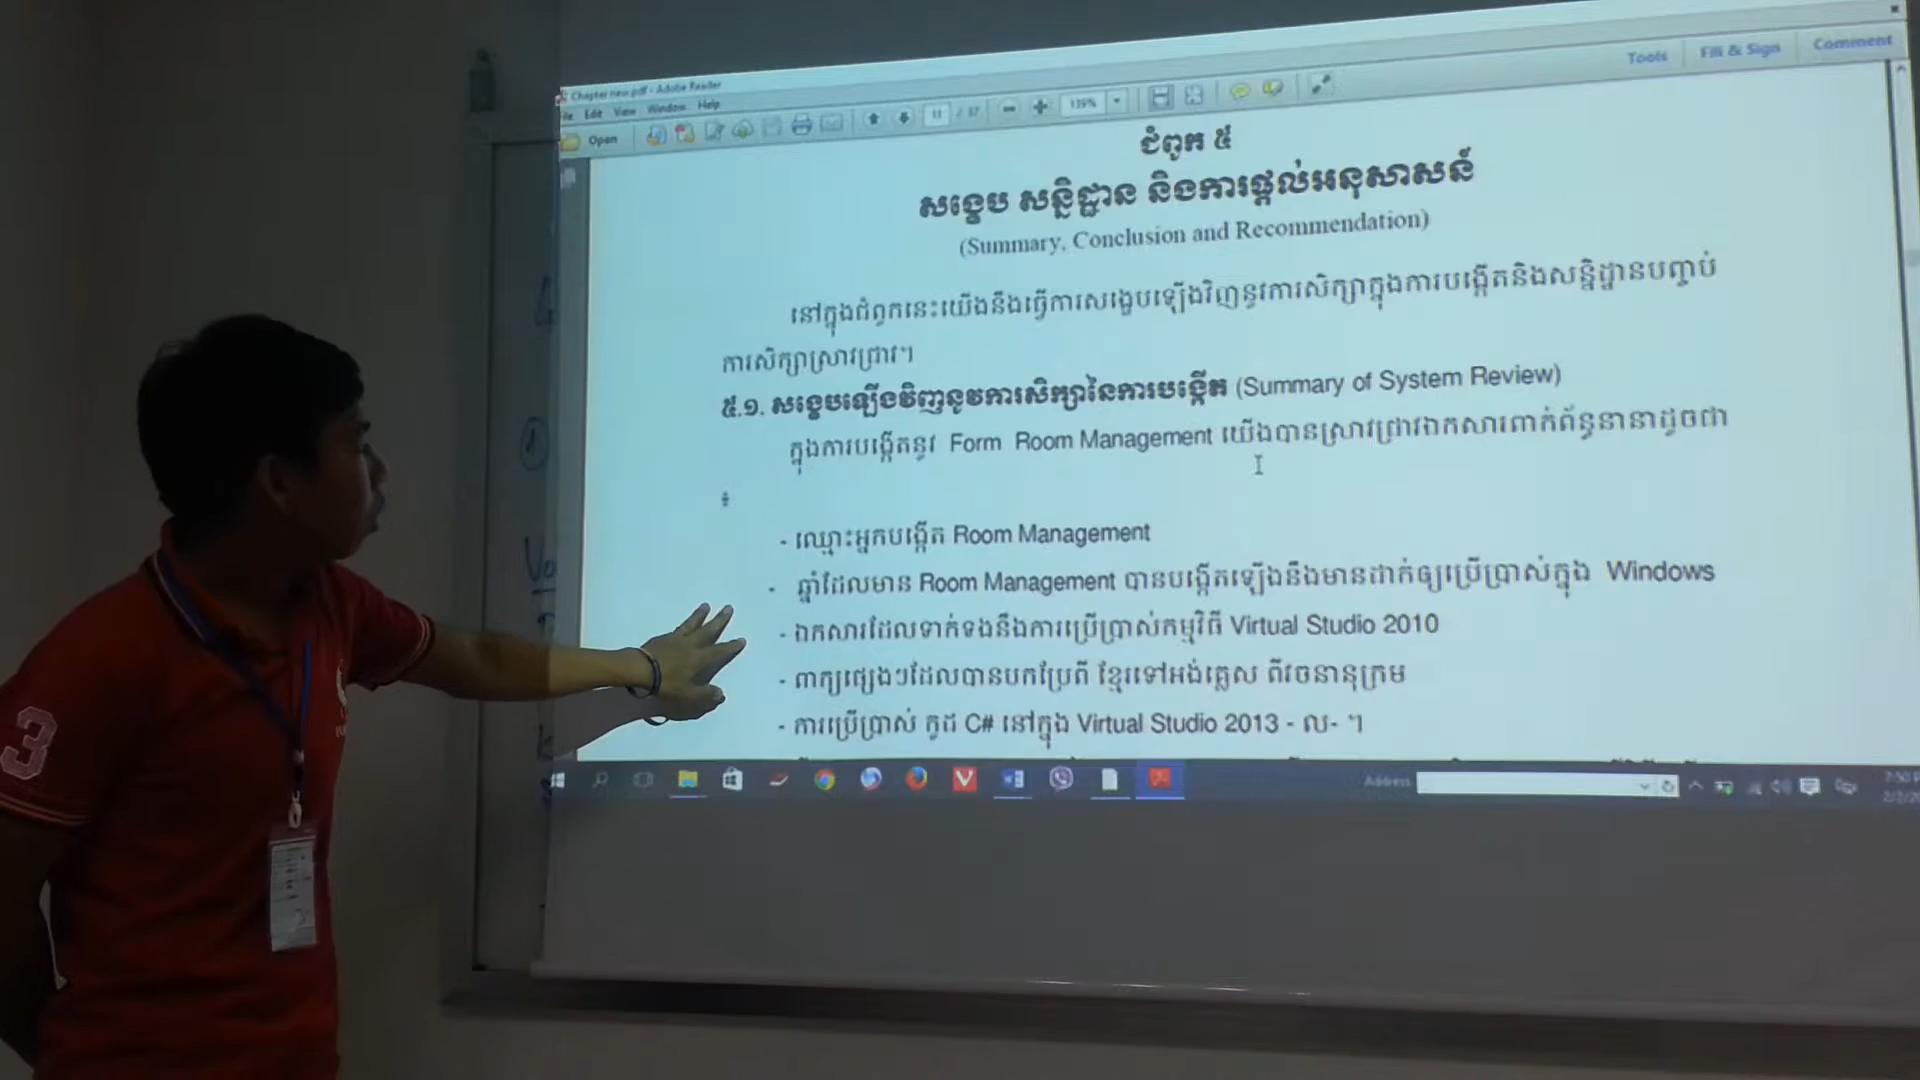 Chapter new.pdf - Adobe Reader
Edit View Window Help
Tools Fill & Sign Comment
Open 139%
ជំពូក ៥
សង្ខេប សន្និដ្ឋាន និងការផ្តល់អនុសាសន៍
(Summary, Conclusion and Recommendation)
នៅក្នុងជំពូកនេះយើងនឹងធ្វើការសង្ខេបឡើងវិញនូវការសិក្សាក្នុងការបង្កើតនិងសន្និដ្ឋានបញ្ចាប់
ការសិក្សាស្រាវជ្រាវ។
៥.១. សង្ខេបឡើងវិញនូវការសិក្សានៃការបង្កើត (Summary of System Review)
ក្នុងការបង្កើតនូវ Form Room Management យើងបានស្រាវជ្រាវឯកសារពាក់ព័ន្ធនានាដូចជា
៖
- ឈ្មោះអ្នកបង្កើត Room Management
- ឆ្នាំដែលមាន Room Management បានបង្កើតឡើងនឹងមានដាក់ឲ្យប្រើប្រាស់ក្នុង Windows
- ឯកសារដែលទាក់ទងនឹងការប្រើប្រាស់កម្មវិធី Virtual Studio 2010
- ពាក្យផ្សេងៗដែលបានបកប្រែពី ខ្មែរទៅអង់គ្លេស ពីវចនានុក្រម
- ការប្រើប្រាស់ កូដ C# នៅក្នុង Virtual Studio 2013 - ល- ។
Address
3